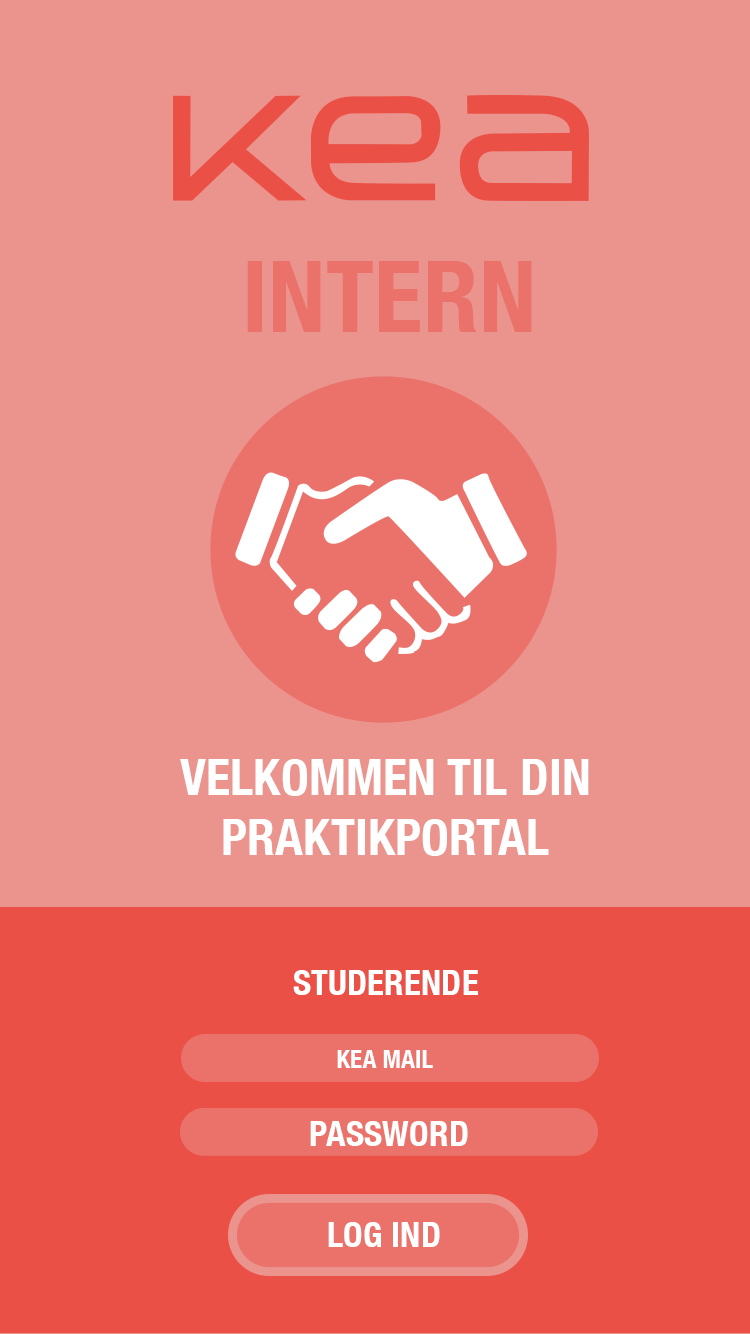 kea
INTERN
VELKOMMEN TIL DIN
PRAKTIKPORTAL
STUDERENDE
KEA MAIL
PASSWORD
LOG IND